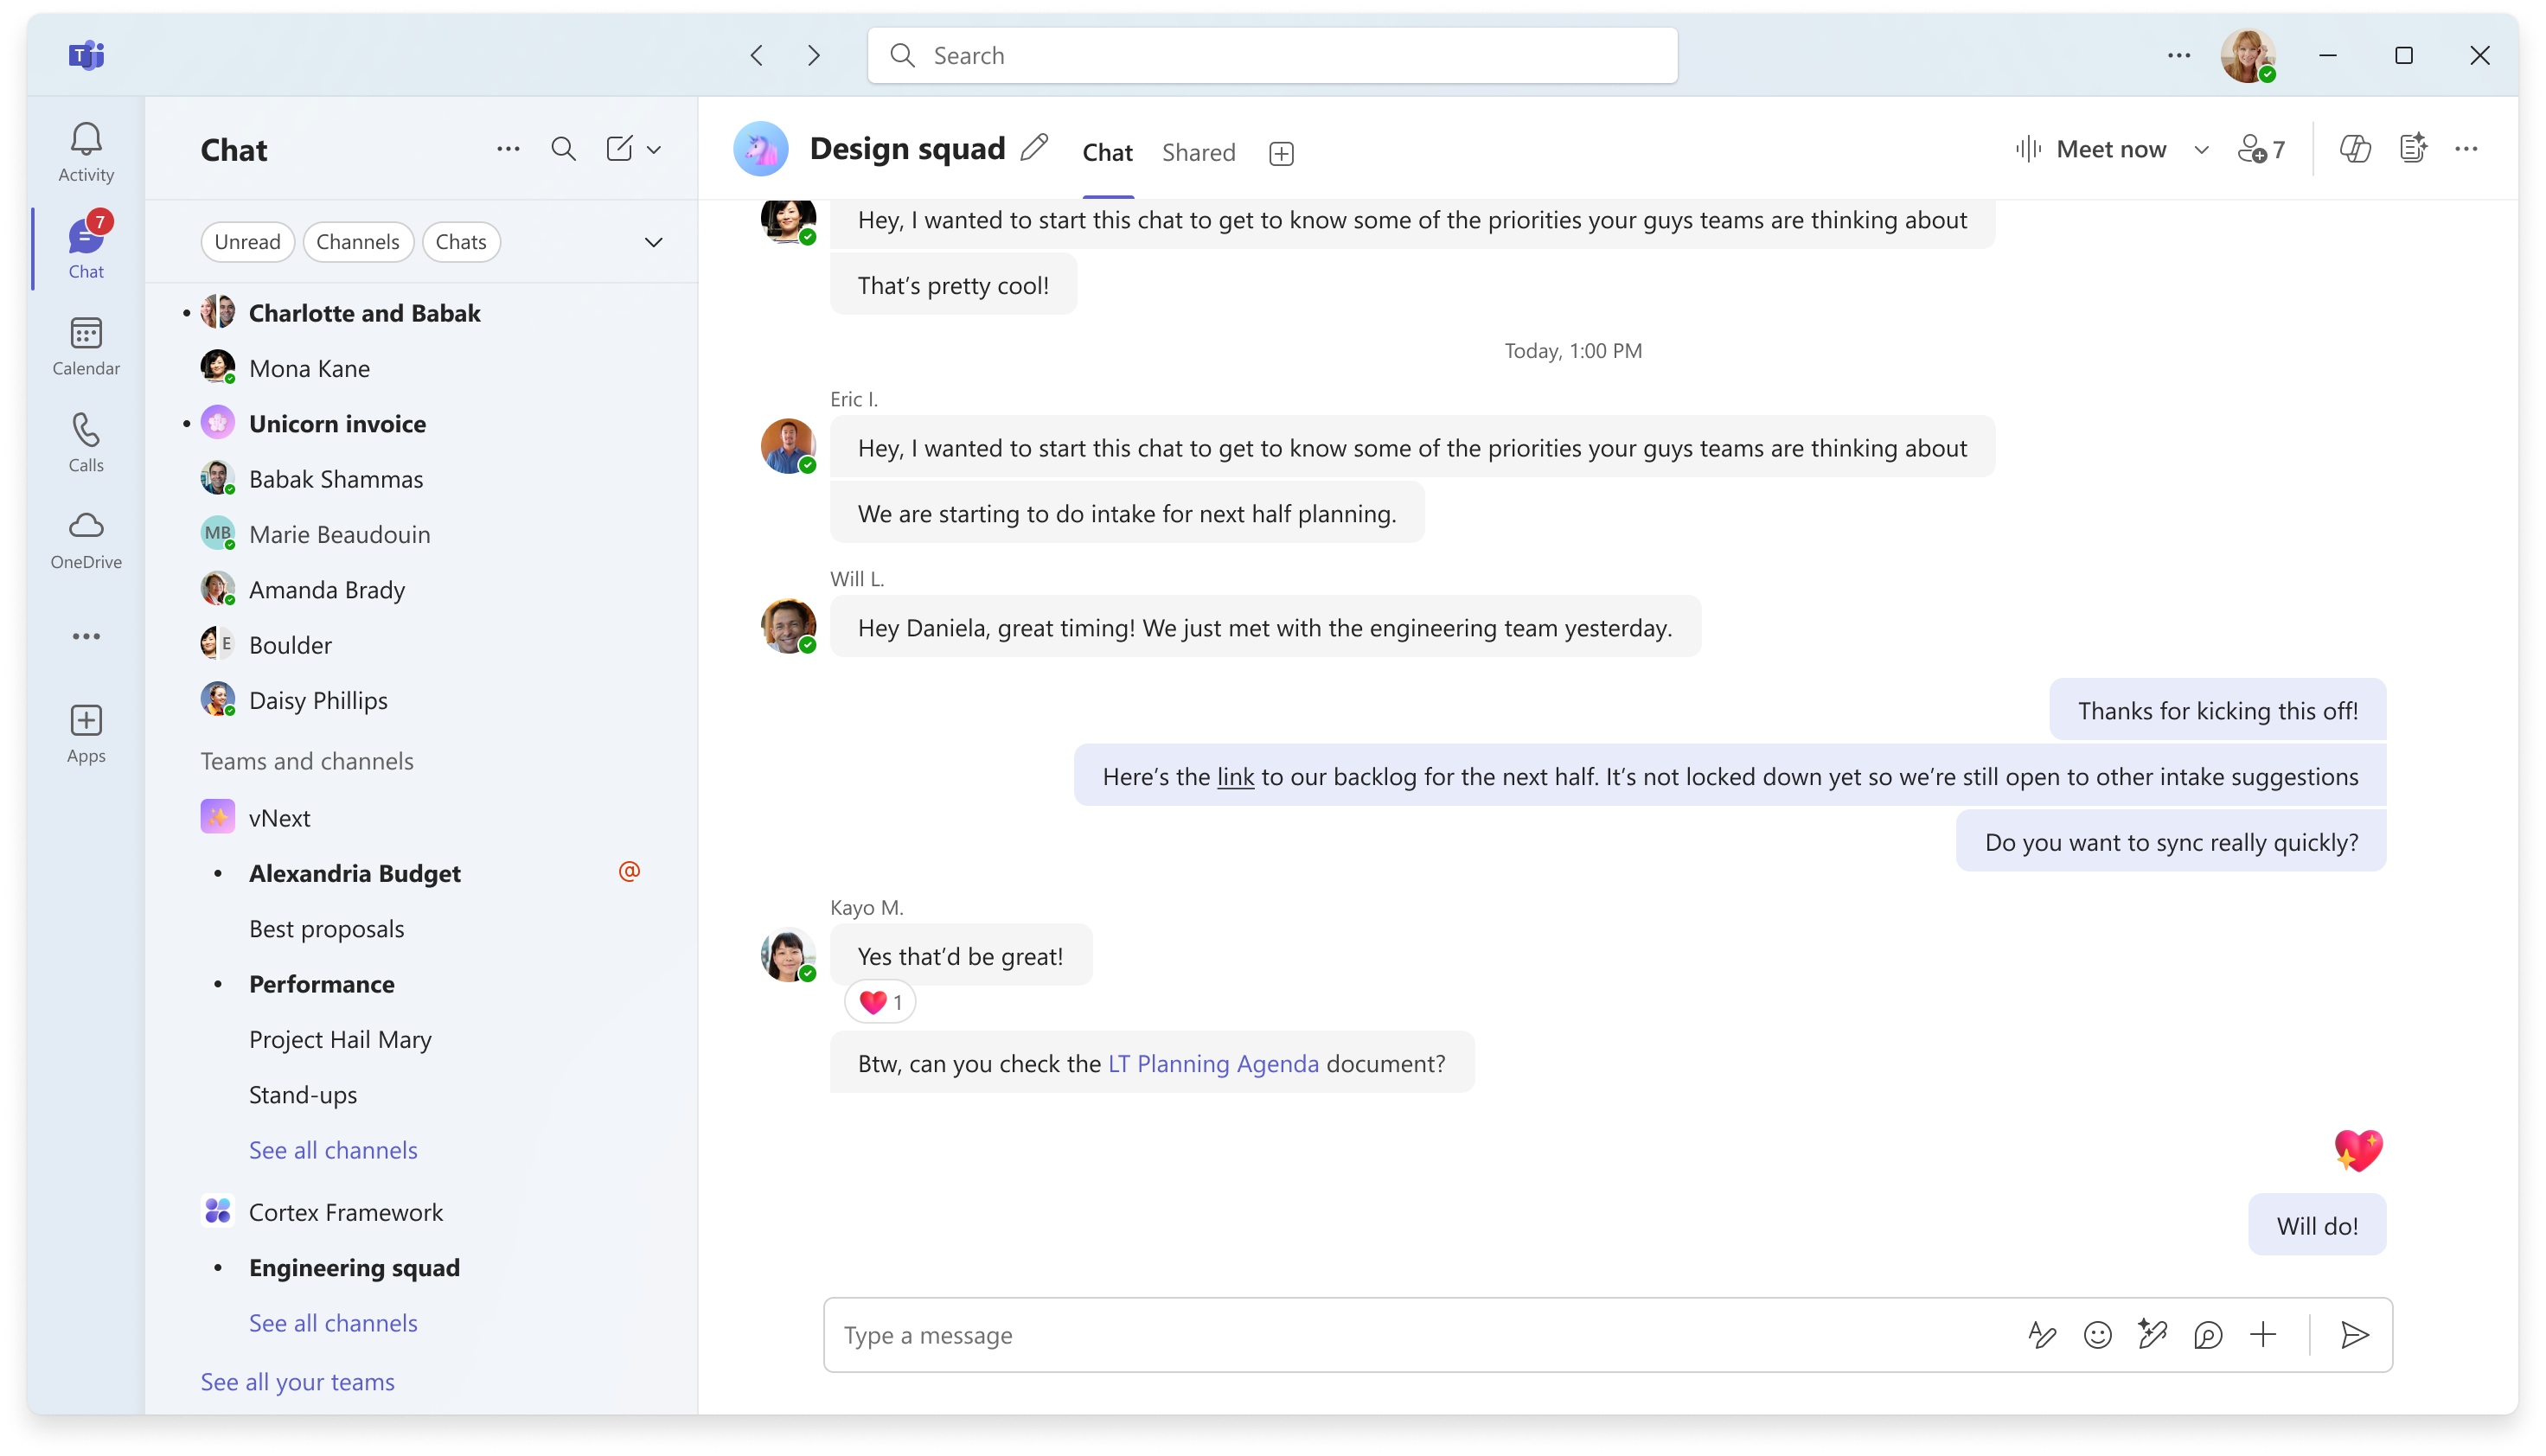 Search
Activity
7
Chat
Calendar
Calls
OneDrive
Apps
Chat
Unread
Channels
Chats
Charlotte and Babak
Mona Kane
Unicorn invoice
Babak Shammas
MB
Marie Beaudouin
Amanda Brady
E
Boulder
Daisy Phillips
Teams and channels
vNext
Alexandria Budget
@
Best proposals
Performance
Project Hail Mary
Stand-ups
See all channels
Cortex Framework
Engineering squad
See all channels
See all your teams
Design squad
Chat
Shared
Meet now
7
Hey, I wanted to start this chat to get to know some of the priorities your guys teams are thinking about
That’s pretty cool!
Today, 1:00 PM
Eric I.
Hey, I wanted to start this chat to get to know some of the priorities your guys teams are thinking about
We are starting to do intake for next half planning.
Will L.
Hey Daniela, great timing! We just met with the engineering team yesterday.
Thanks for kicking this off!
Here’s the link to our backlog for the next half. It’s not locked down yet so we’re still open to other intake suggestions
Do you want to sync really quickly?
Kayo M.
Yes that’d be great!
1
Btw, can you check the LT Planning Agenda document?
Will do!
Type a message